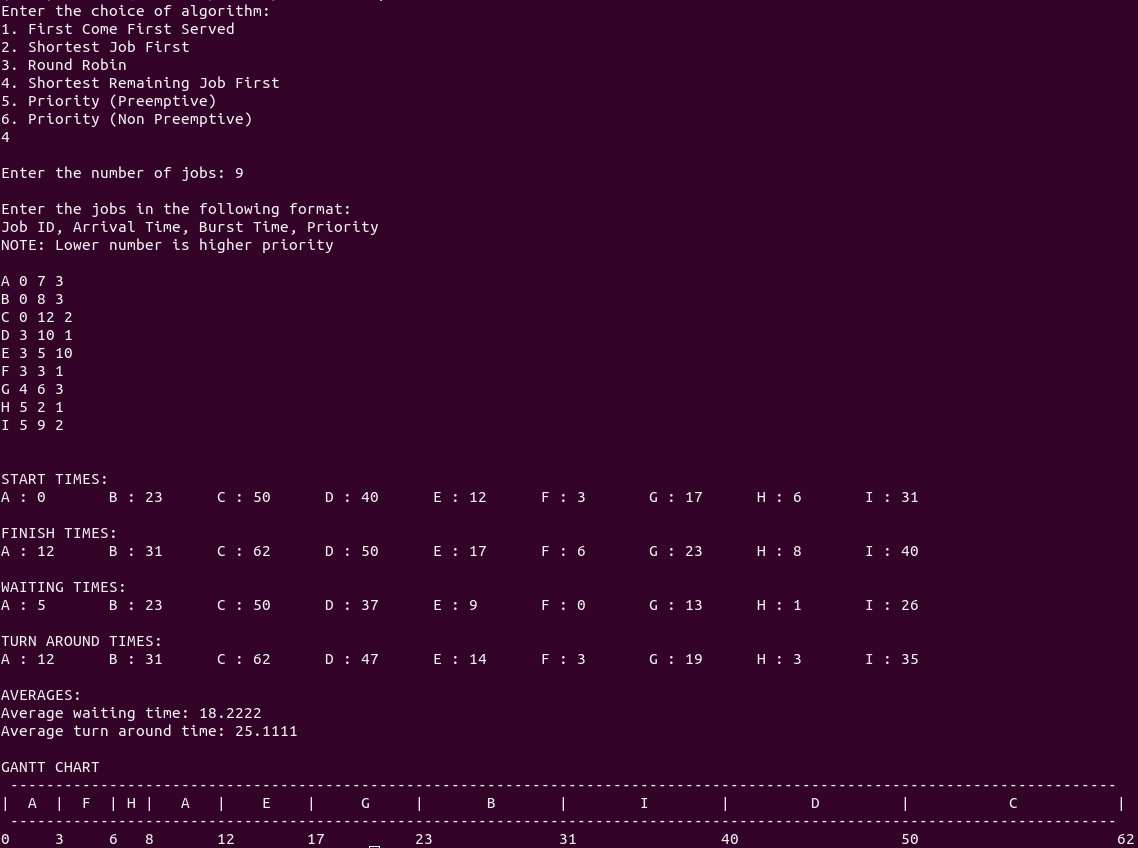 Enter the choice of algorithm:
1. First Come First Served
2. Shortest Job First
3. Round Robin
4. Shortest Remaining Job First
5. Priority (Preemptive)
6. Priority (Non Preemptive)
4
Enter the number of jobs: 9
Enter the jobs in the following format:
Job ID, Arrival Time, Burst Time, Priority
NOTE: Lower number is higher priority
A 0 7 3
B 0 8 3
C 0 12 2
D 3 10 1
E 3 5 10
F 3 3 1
G 4 6 3
H 5 2 1
I 5 9 2
START TIMES:
A : 0 B : 23 C : 50 D : 40 E : 12 F : 3 G : 17 H : 6 I : 31
FINISH TIMES:
A : 12 B : 31 C : 62 D : 50 E : 17 F : 6 G : 23 H : 8 I : 40
WAITING TIMES:
A : 5 B : 23 C : 50 D : 37 E : 9 F : 0 G : 13 H : 1 I : 26
TURN AROUND TIMES:
A : 12 B : 31 C : 62 D : 47 E : 14 F : 3 G : 19 H : 3 I : 35
AVERAGES:
Average waiting time: 18.2222
Average turn around time: 25.1111
GANTT CHART
---------------------------------------------------------------------------------------------------------------------------
| A | F | H | A | E | G | B | I | D | C |
---------------------------------------------------------------------------------------------------------------------------
0 3 6 8 12 17 23 31 40 50 62